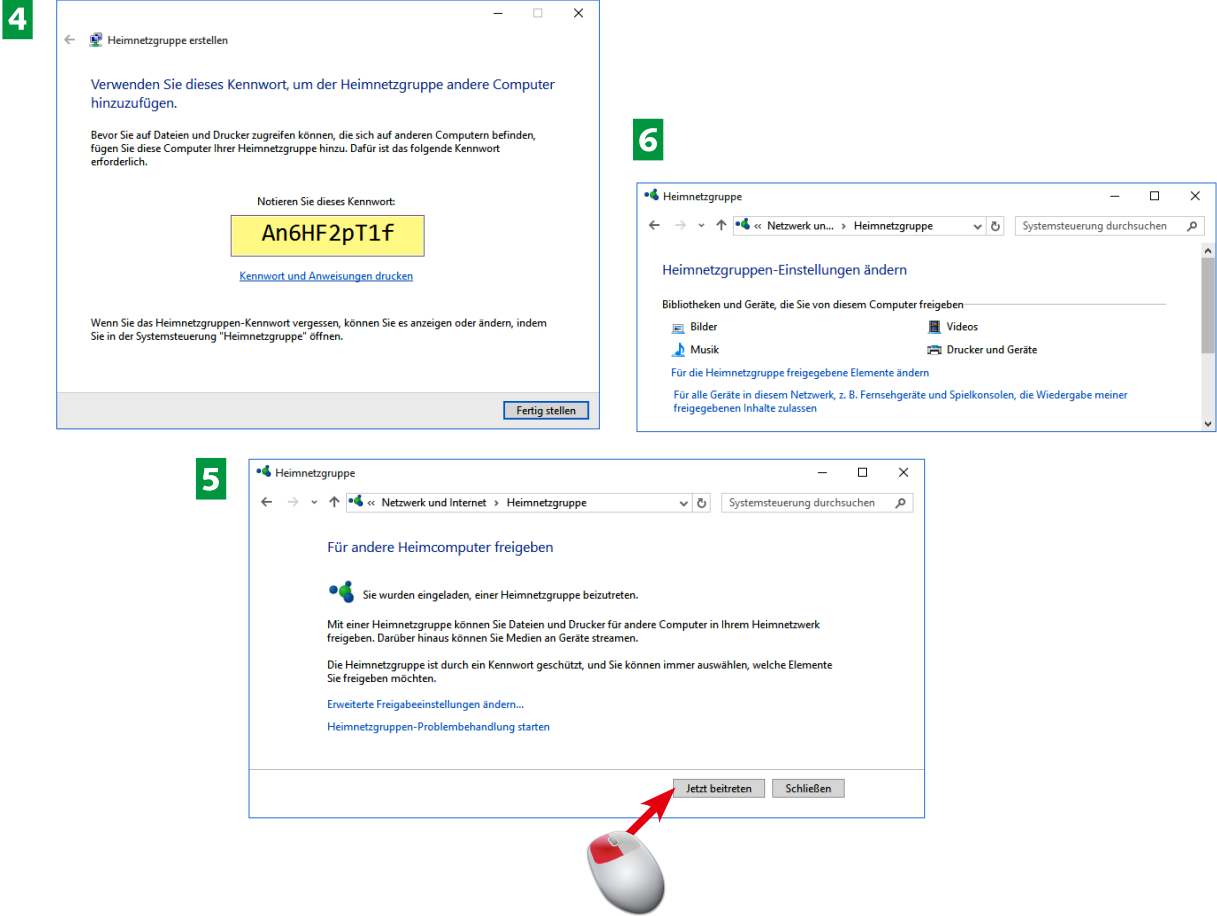 4
Heimnetzgruppe erstellen
Verwenden Sie dieses Kennwort, um der Heimnetzgruppe andere Computer
hinzuzufügen.
Bevor Sie auf Dateien und Drucker zugreifen können, die sich auf anderen Computern befinden,
fügen Sie diese Computer Ihrer Heimnetzgruppe hinzu. Dafür ist das folgende Kennwort
erforderlich.
Notieren Sie dieses Kennwort:
An6HF2pT1f
Kennwort und Anweisungen drucken
Wenn Sie das Heimnetzgruppen-Kennwort vergessen, können Sie es anzeigen oder ändern, indem
Sie in der Systemsteuerung "Heimnetzgruppe" öffnen.
Fertig stellen
6
Heimnetzgruppe
« Netzwerk un... › Heimnetzgruppe Systemsteuerung durchsuchen
Heimnetzgruppen-Einstellungen ändern
Bibliotheken und Geräte, die Sie von diesem Computer freigeben
Bilder Videos
Musik Drucker und Geräte
Für die Heimnetzgruppe freigegebene Elemente ändern
Für alle Geräte in diesem Netzwerk, z. B. Fernsehgeräte und Spielkonsolen, die Wiedergabe meiner
freigegebenen Inhalte zulassen
5
Heimnetzgruppe
« Netzwerk und Internet › Heimnetzgruppe Systemsteuerung durchsuchen
Für andere Heimcomputer freigeben
Sie wurden eingeladen, einer Heimnetzgruppe beizutreten.
Mit einer Heimnetzgruppe können Sie Dateien und Drucker für andere Computer in Ihrem Heimnetzwerk
freigeben. Darüber hinaus können Sie Medien an Geräte streamen.
Die Heimnetzgruppe ist durch ein Kennwort geschützt, und Sie können immer auswählen, welche Elemente
Sie freigeben möchten.
Erweiterte Freigabeeinstellungen ändern...
Heimnetzgruppen-Problembehandlung starten
Jetzt beitreten Schließen